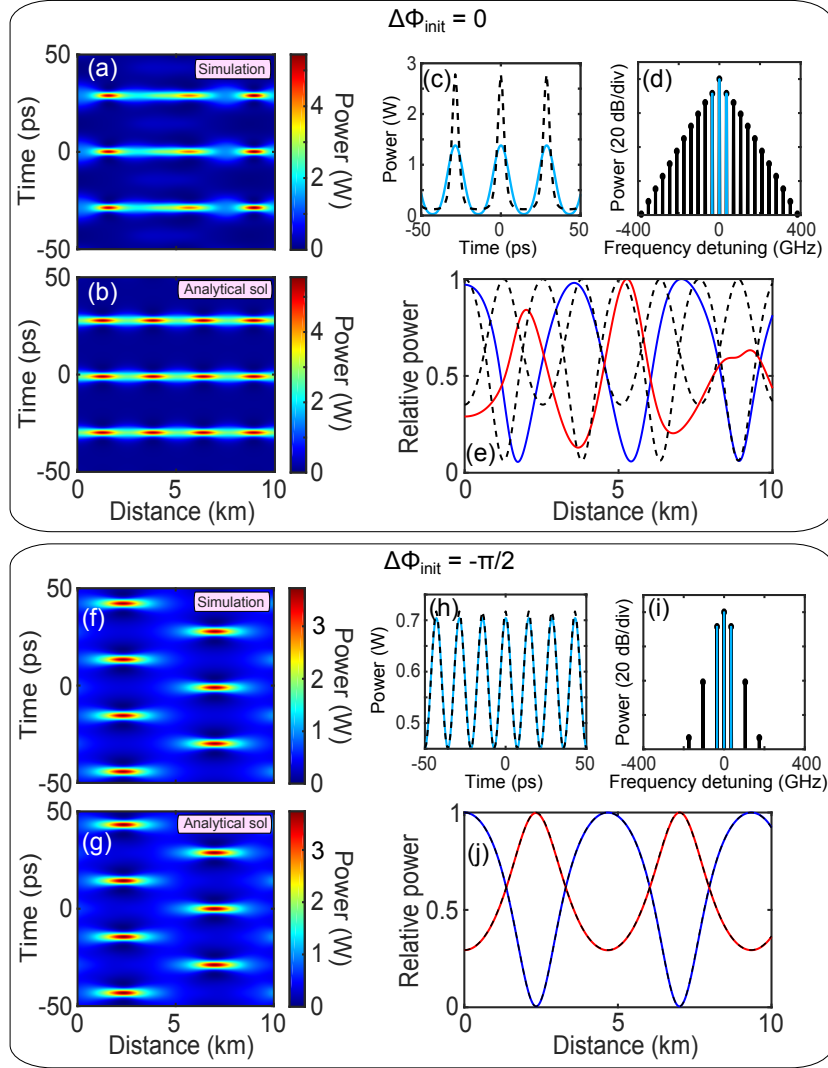 ΔΦinit = 0
(a)
Simulation
Time (ps)
50
0
-50
Power (W)
4
2
0
(c)
Power (W)
3
2
1
0
-50
0
50
Time (ps)
(d)
Power (20 dB/div)
-400
0
400
Frequency detuning (GHz)
(b)
Analytical sol
Time (ps)
50
0
-50
0
5
10
Distance (km)
Power (W)
4
2
0
(e)
Relative power
1
0.5
0
0
5
10
Distance (km)
ΔΦinit = -π/2
(f)
Simulation
Time (ps)
50
0
-50
Power (W)
3
2
1
0
(h)
Power (W)
0.7
0.6
0.5
-50
0
50
Time (ps)
(i)
Power (20 dB/div)
-400
0
400
Frequency detuning (GHz)
(g)
Analytical sol
Time (ps)
50
0
-50
0
5
10
Distance (km)
Power (W)
3
2
1
0
(j)
Relative power
1
0.5
0
0
5
10
Distance (km)